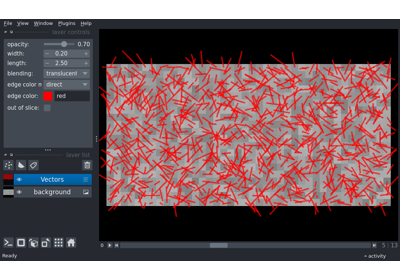 File View Window Plugins Help
layer controls
opacity: 0.70
width: 0.20
length: 2.50
blending: translucent
edge color m direct
edge color: red
out of slice:
layer list
Vectors
background
0 5 13
Ready activity